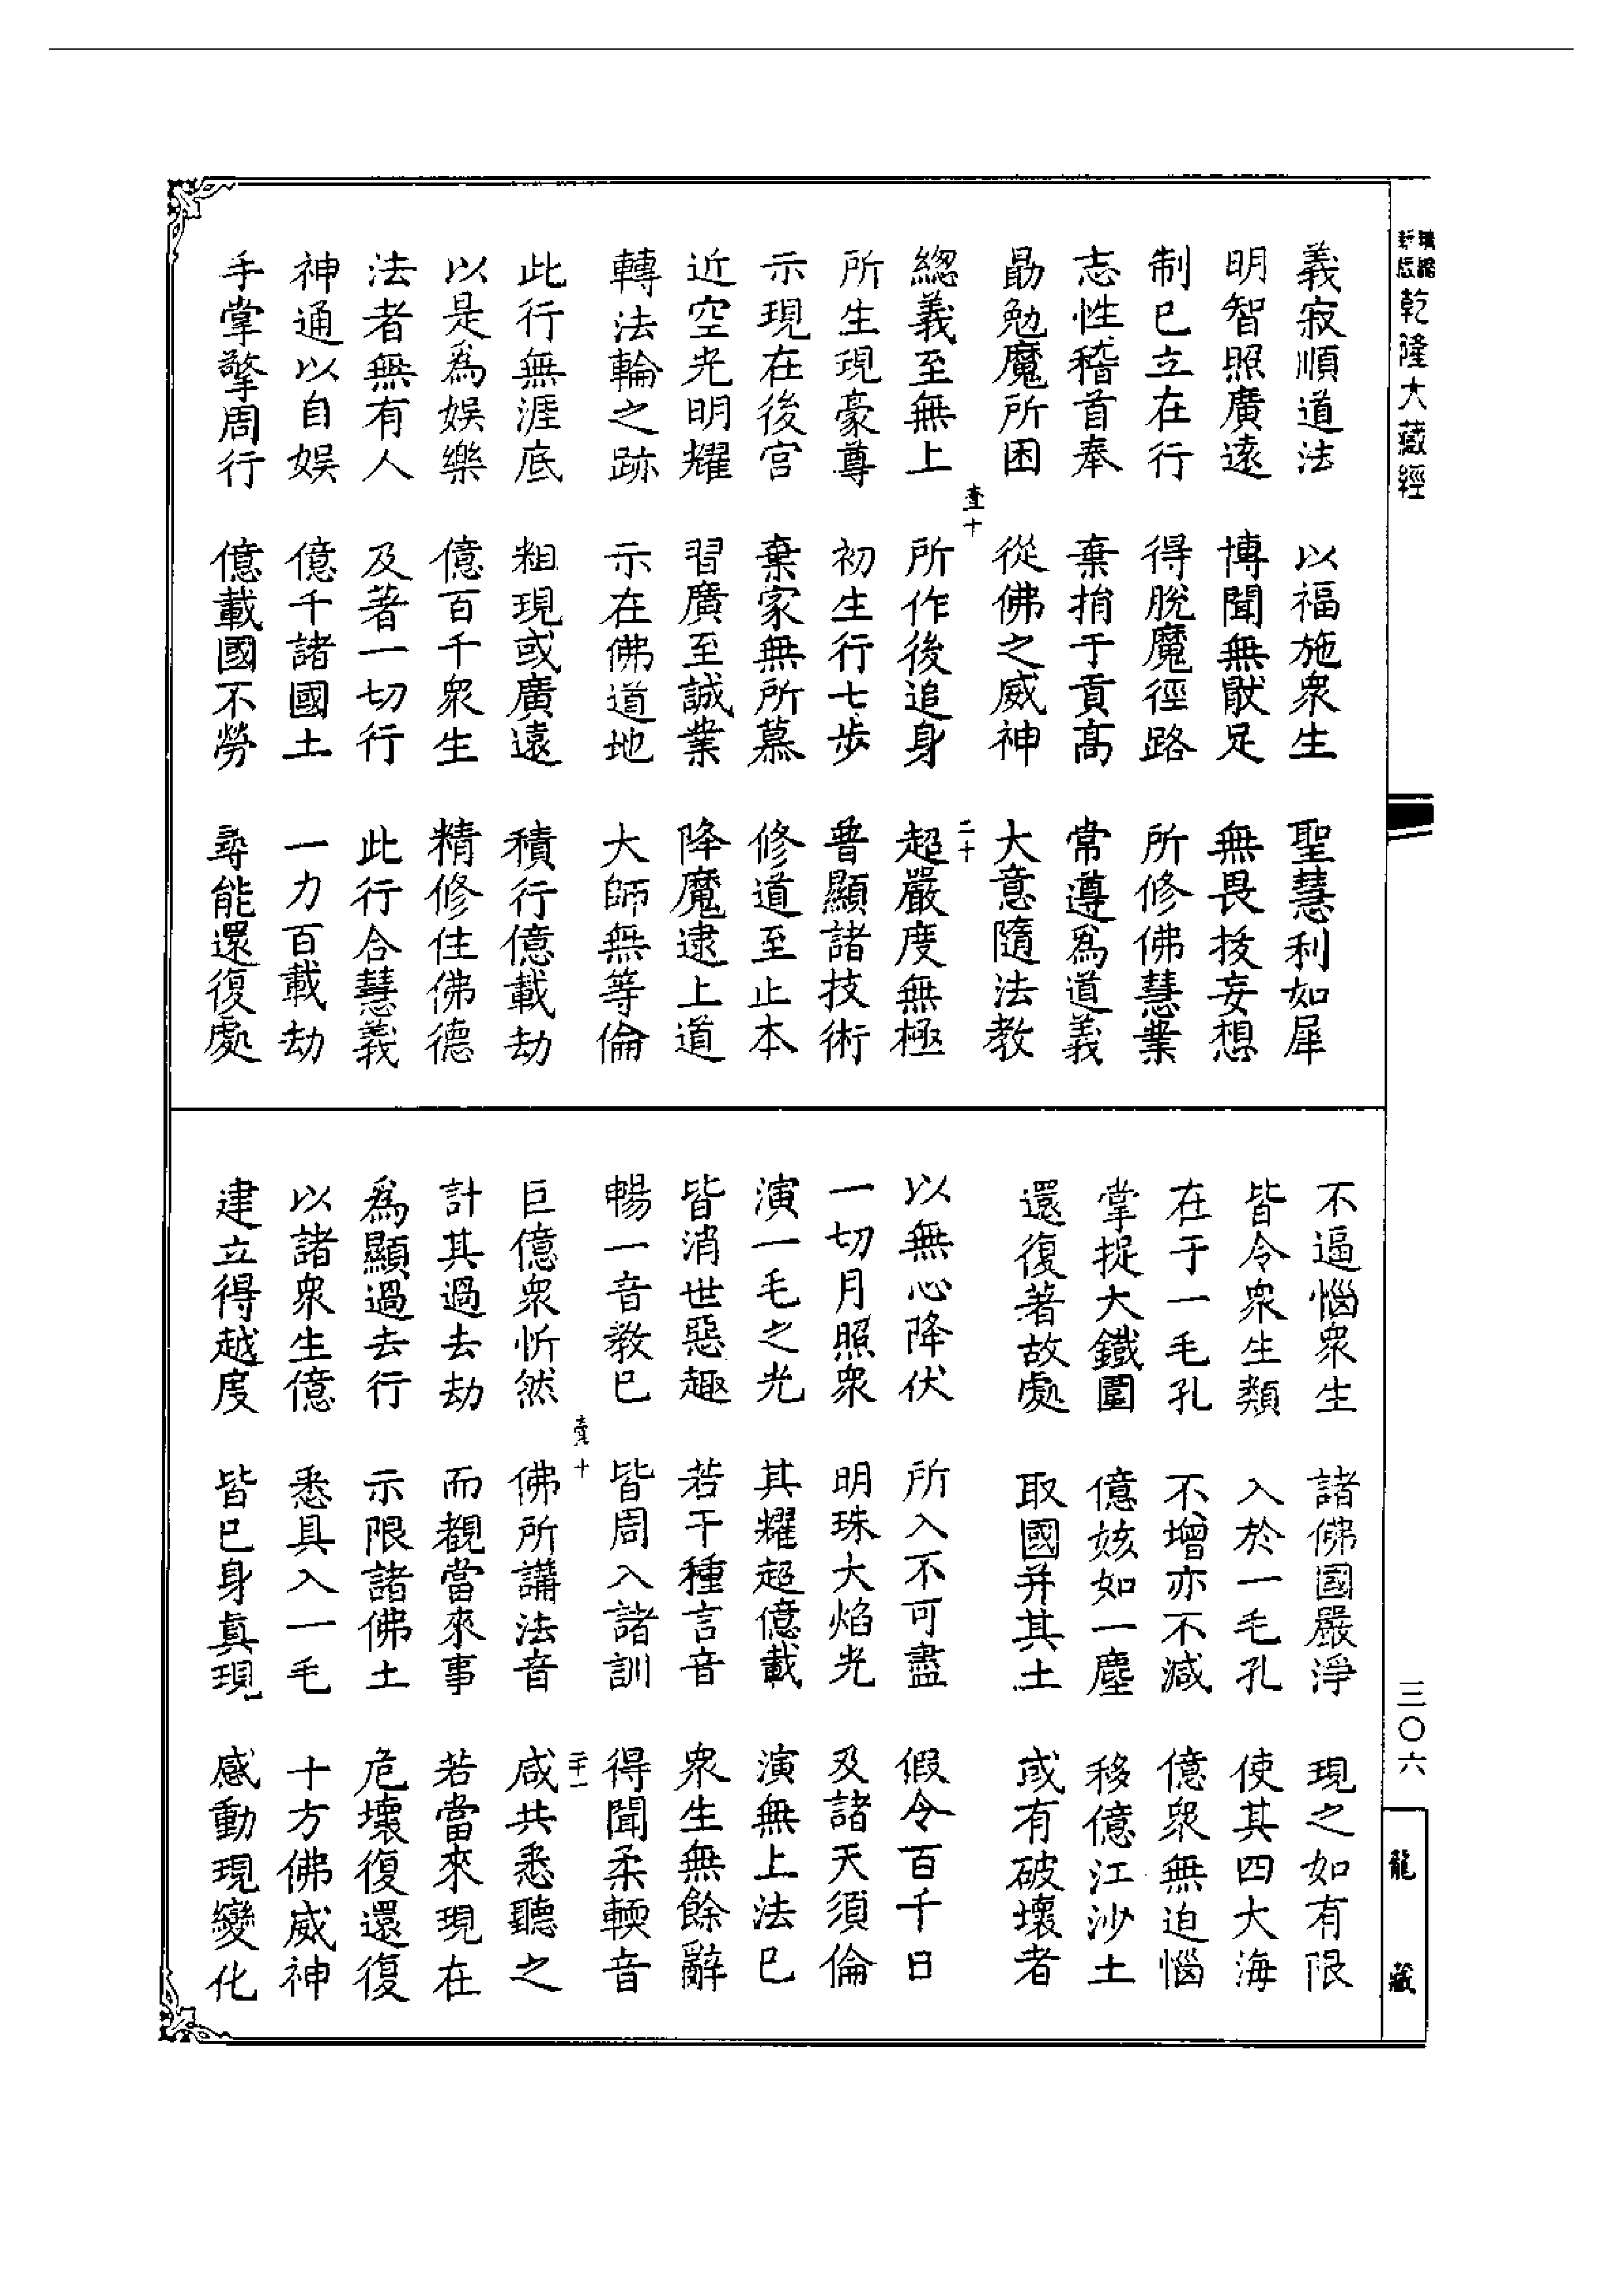 乾隆大藏經
義寂順道法　以福施衆生　聖慧利如犀
明智照廣遠　博聞無猒足　無畏拔妄想
制已立在行　得脫魔徑路　所修佛慧業
志性稽首奉　棄捐于貢高　常遵爲道義
勗勉魔所困　從佛之威神　大意隨法教
壹十　二十
總義至無上　所作後追身　超嚴度無極
所生現豪尊　初生行七步　普顯諸技術
示現在後宮　棄家無所慕　修道至止本
近空光明耀　習廣至誠業　降魔逮上道
轉法輪之跡　示在佛道地　大師無等倫
此行無涯底　粗現或廣遠　積行億載劫
以是爲娛樂　億百千衆生　精修住佛德
法者無有人　及著一切行　此行合慧義
神通以自娛　億千諸國土　一力百載劫
手掌擎周行　億載國不勞　尋能還復處
不逼惱衆生　諸佛國嚴淨　現之如有限
皆令衆生類　入於一毛孔　使其四大海
在于一毛孔　不增亦不減　億衆無迫惱
掌捉大鐵圍　億姟如一塵　移億江沙土
還復著故處　取國并其土　或有破壞者
以無心降伏　所入不可盡　假令百千日
一切月照衆　明珠大焰光　及諸天須倫
演一毛之光　其耀超億載　演無上法已
皆消世惡趣　若干種言音　衆生無餘辭
暢一音教已　皆周入諸訓　得聞柔輭音
壹十　二十一
巨億衆忻然　佛所講法音　咸共悉聽之
計其過去劫　而觀當來事　若當來現在
爲顯過去行　示限諸佛土　危壞復還復
以諸衆生億　悉具入一毛　十方佛威神
建立得越度　皆已身真現　感動現變化
三〇六
龍藏